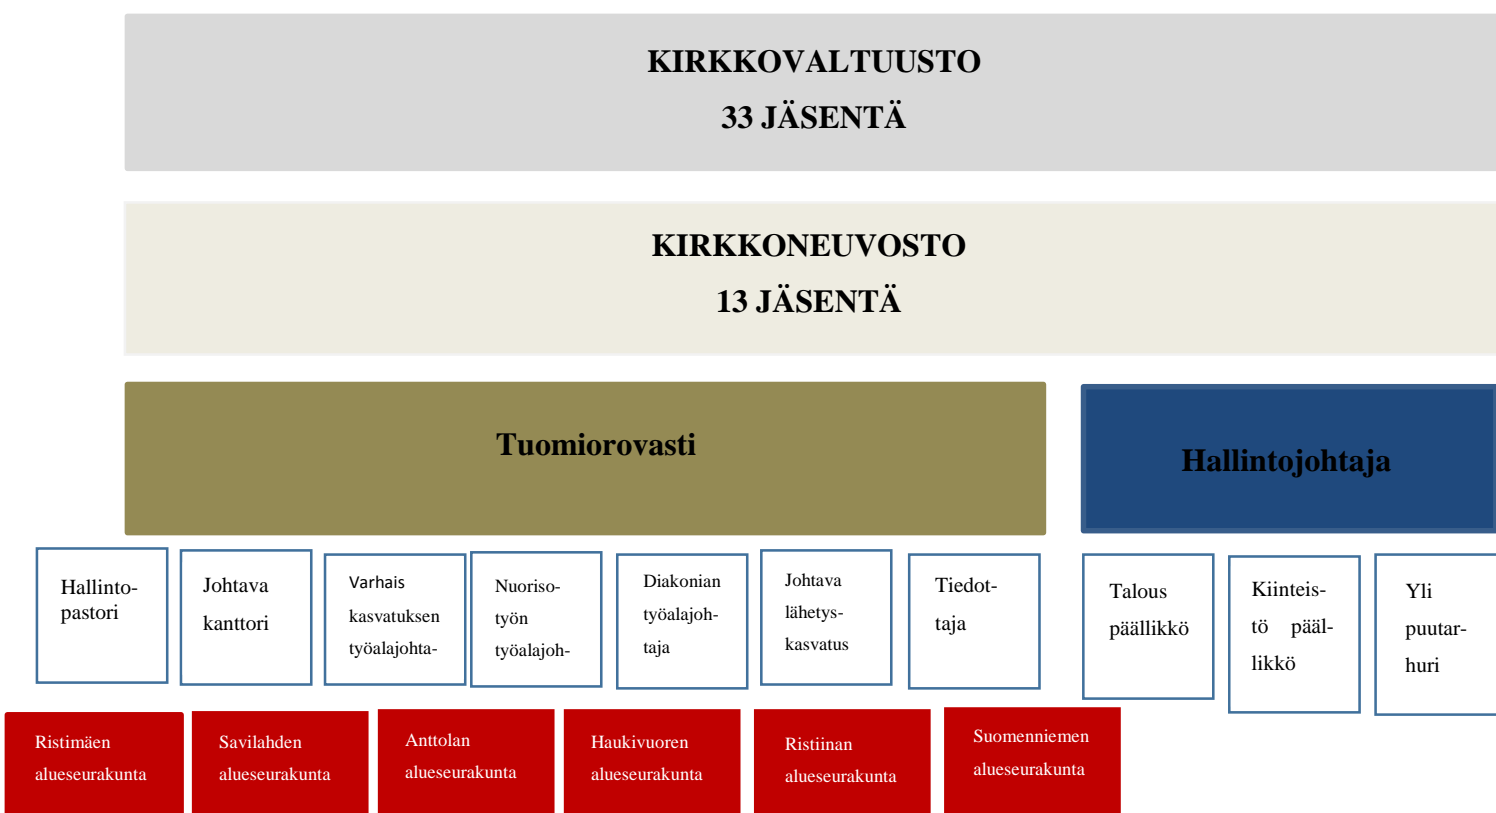 KIRKKOVALTUUSTO
33 JÄSENTÄ
KIRKKONEUVOSTO
13 JÄSENTÄ
Tuomiorovasti
Hallintojohtaja
Hallinto-
pastori
Johtava
kanttori
Varhais
kasvatuksen
työalajohta-
Nuoriso-
työn
työalajoh-
Diakonian
työalajoh-
taja
Johtava
lähetys-
kasvatus
Tiedot-
taja
Talous
päällikkö
Kiinteis-
tö pääl-
likkö
Yli
puutar-
huri
Ristimäen
alueseurakunta
Savilahden
alueseurakunta
Anttolan
alueseurakunta
Haukivuoren
alueseurakunta
Ristiinan
alueseurakunta
Suomenniemen
alueseurakunta